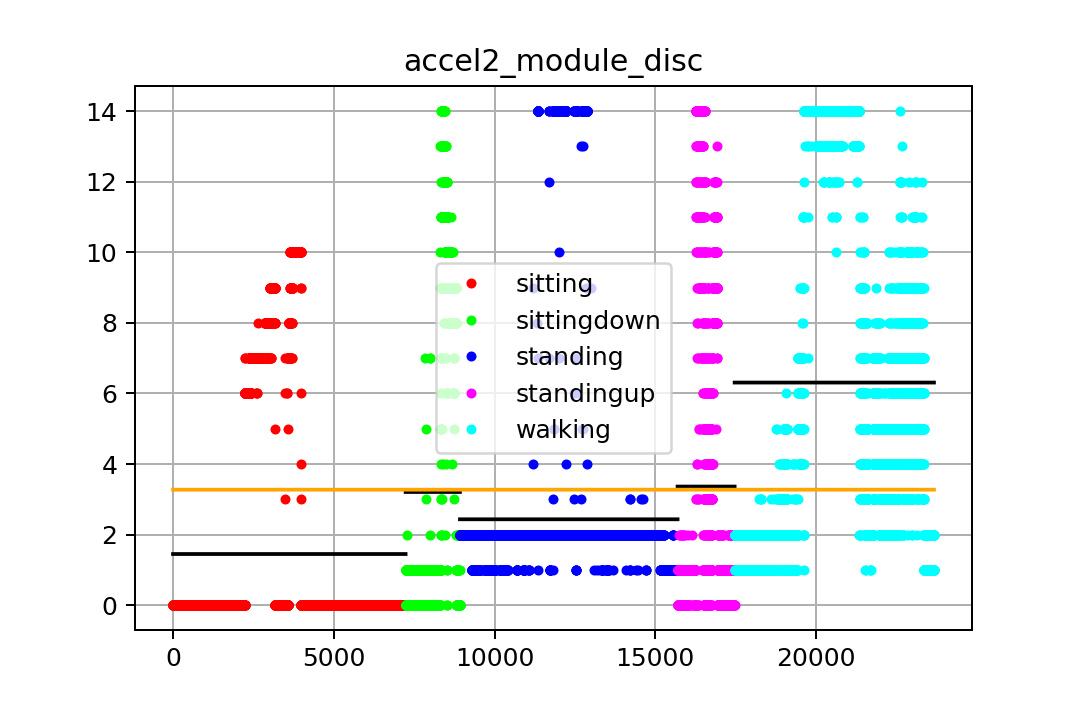 accel2_module_disc
14
12
10
8
6
4
2
0
sitting
sittingdown
standing
standingup
walking
0 5000 10000 15000 20000